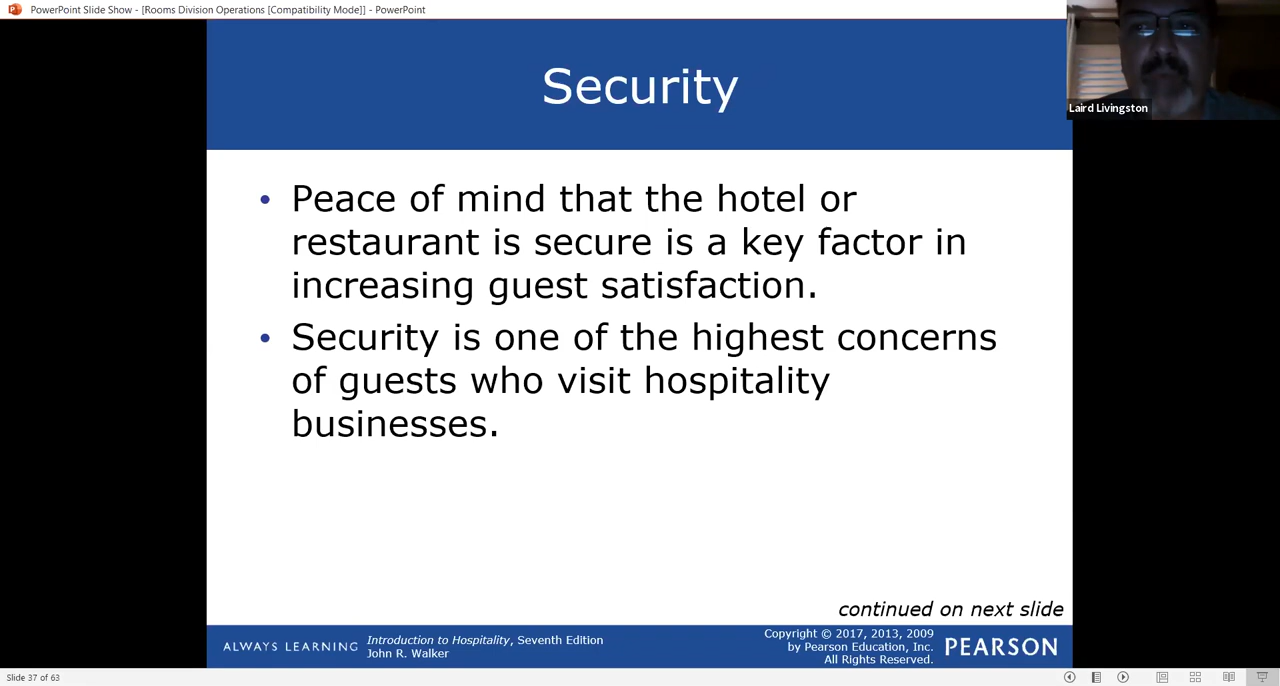 PowerPoint Slide Show - [Rooms Division Operations [Compatibility Mode]] - PowerPoint
Laird Livingston
Security
• Peace of mind that the hotel or
restaurant is secure is a key factor in
increasing guest satisfaction.
• Security is one of the highest concerns
of guests who visit hospitality
businesses.
continued on next slide
ALWAYS LEARNING
Introduction to Hospitality, Seventh Edition
John R. Walker
Copyright © 2017, 2013, 2009
by Pearson Education, Inc.
All Rights Reserved.
PEARSON
Slide 37 of 63